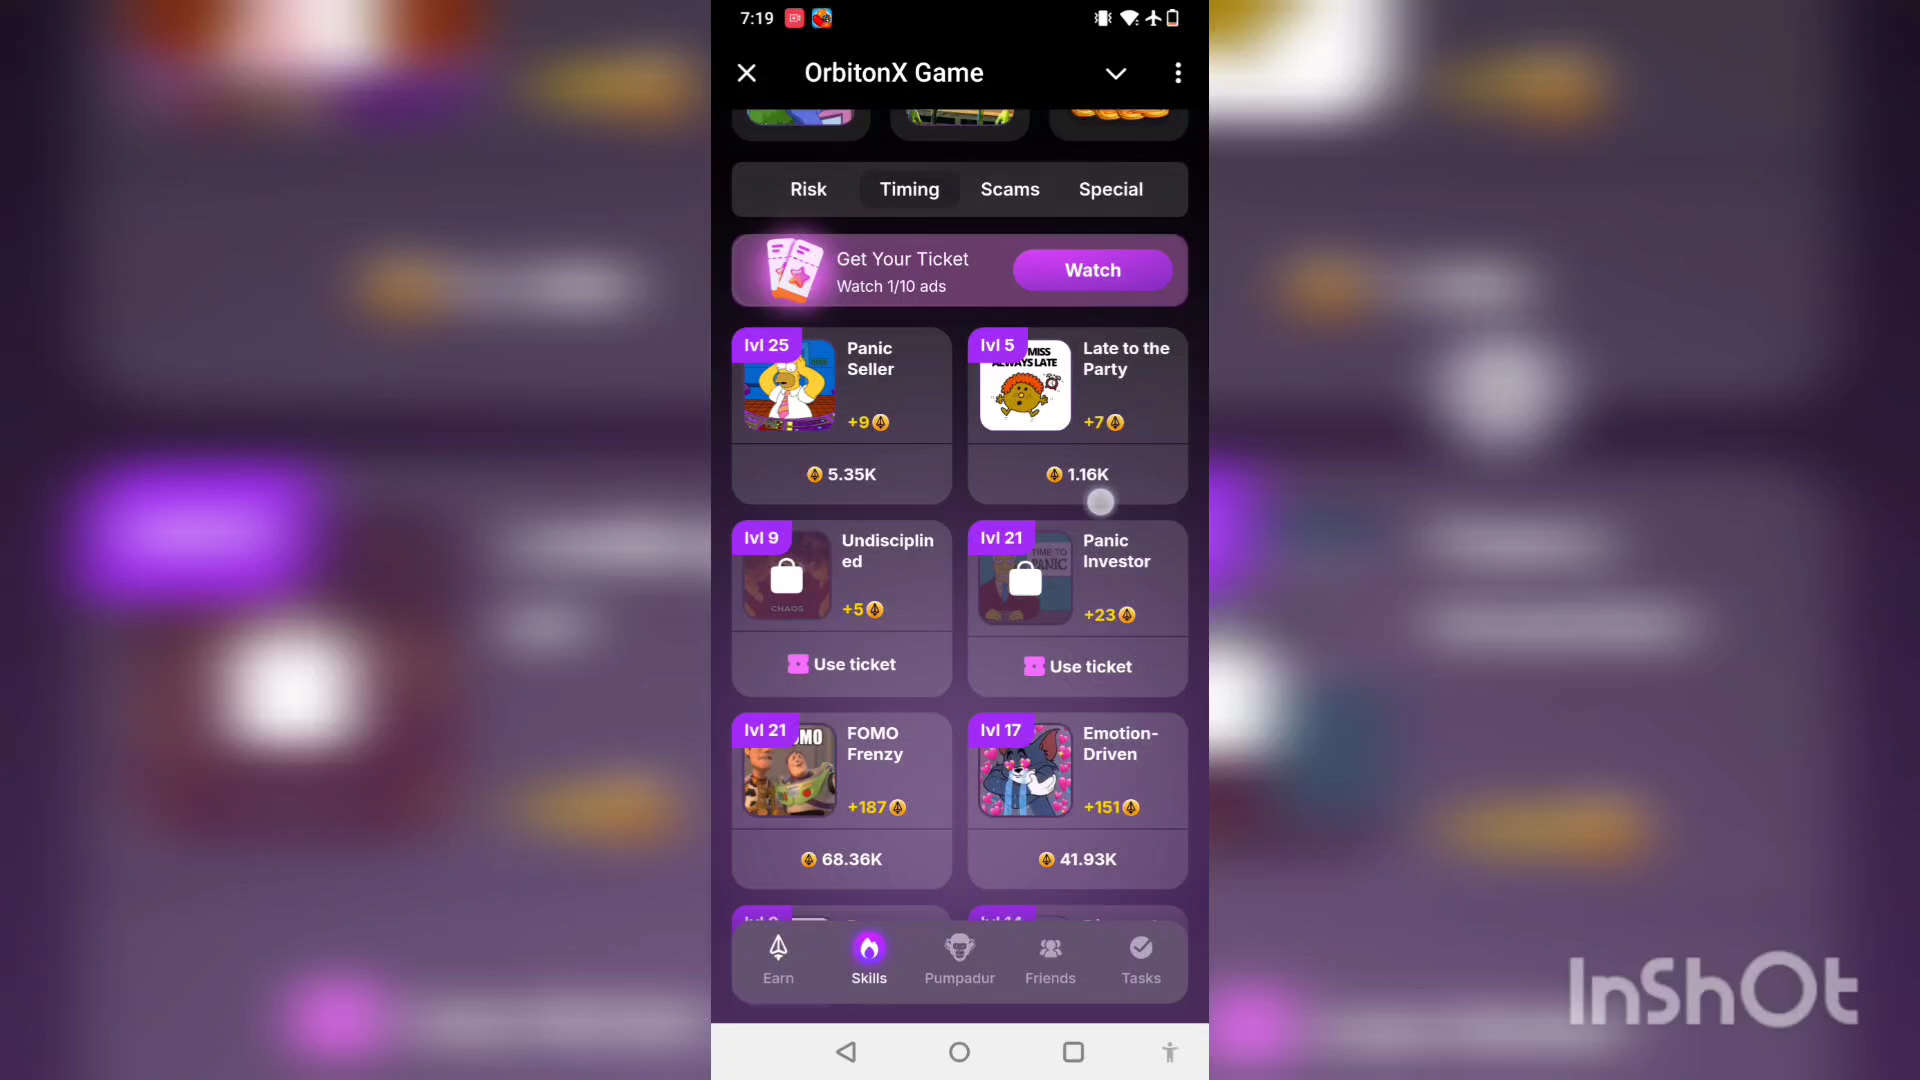 7:19
OrbitonX Game
Risk
Timing
Scams
Special
Get Your Ticket
Watch 1/10 ads
Watch
lvl 25
Panic
Seller
+9
5.35K
lvl 5
MISS
ALWAYS LATE
Late to the
Party
+7
1.16K
lvl 9
CHAOS
Undisciplin
ed
+5
Use ticket
lvl 21
TIME TO
PANIC
Panic
Investor
+23
Use ticket
lvl 21
FOMO
Frenzy
+187
68.36K
lvl 17
Emotion-
Driven
+151
41.93K
Earn
Skills
Pumpadur
Friends
Tasks
InShOt